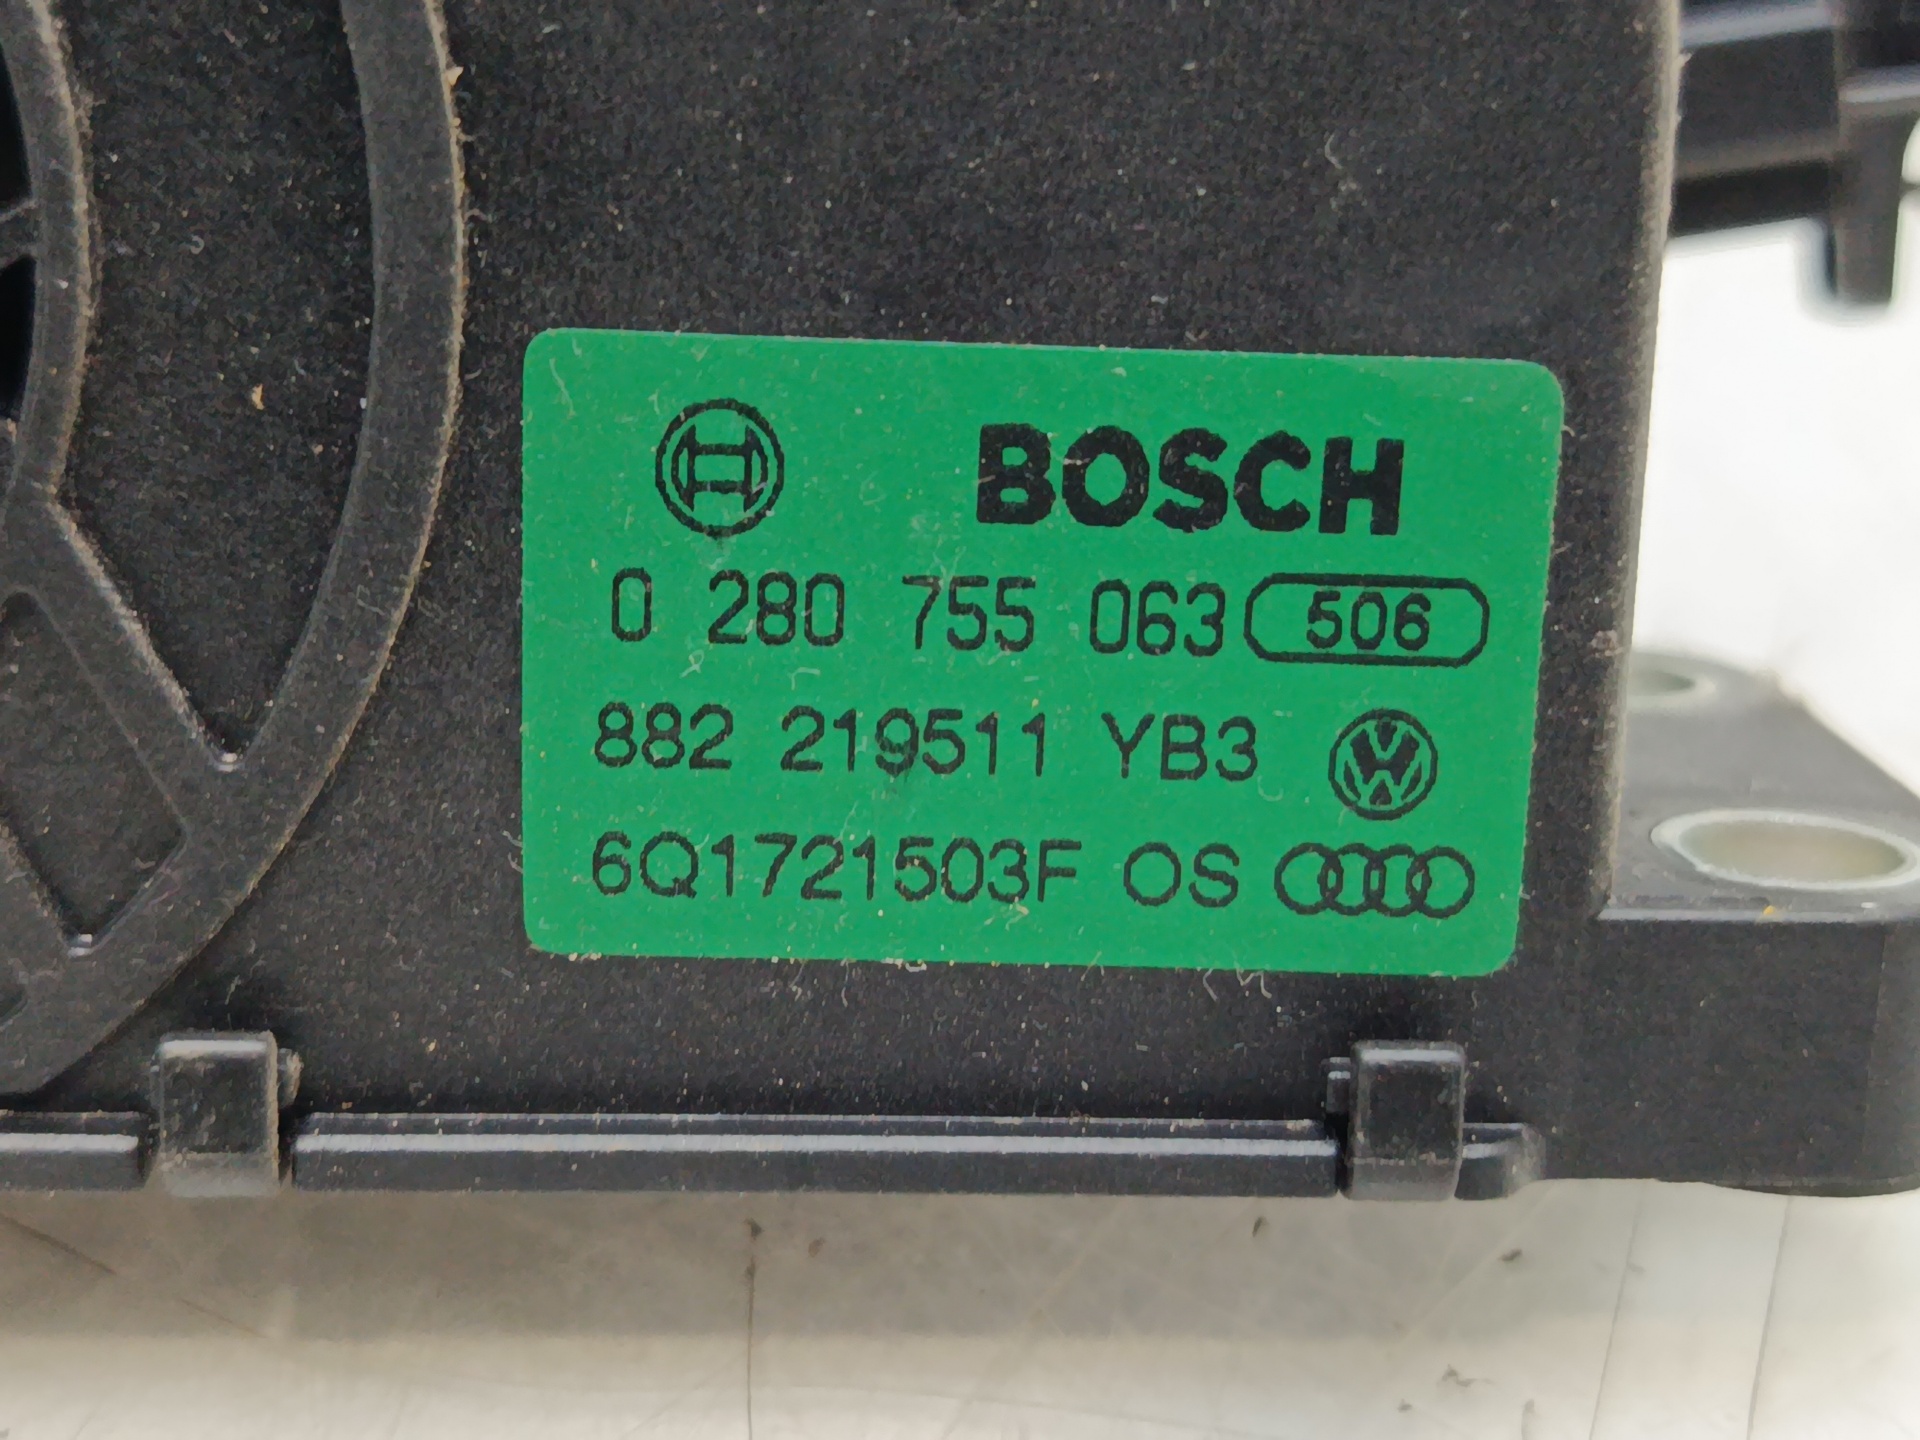 BOSCH
0 280 755 063 506
882 219511 YB3
6Q1721503F OS